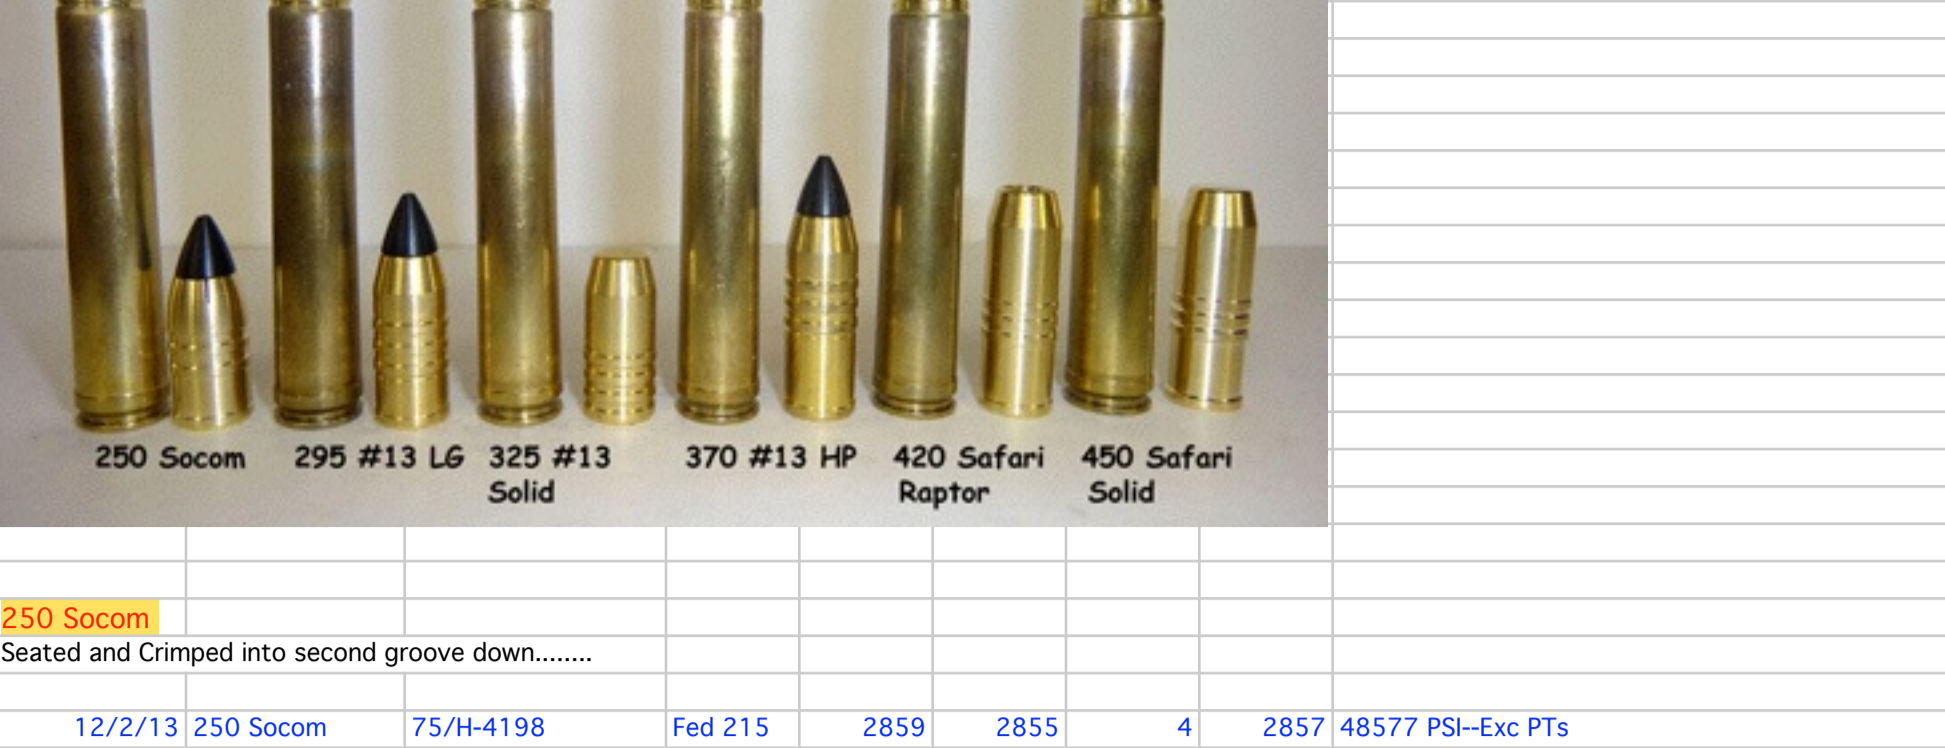 250 Socom 295 #13 LG 325 #13 370 #13 HP 420 Safari 450 Safari
Solid Raptor Solid
250 Socom
Seated and Crimped into second groove down........
12/2/13 250 Socom 75/H-4198 Fed 215 2859 2855 4 2857 48577 PSI--Exc PTs